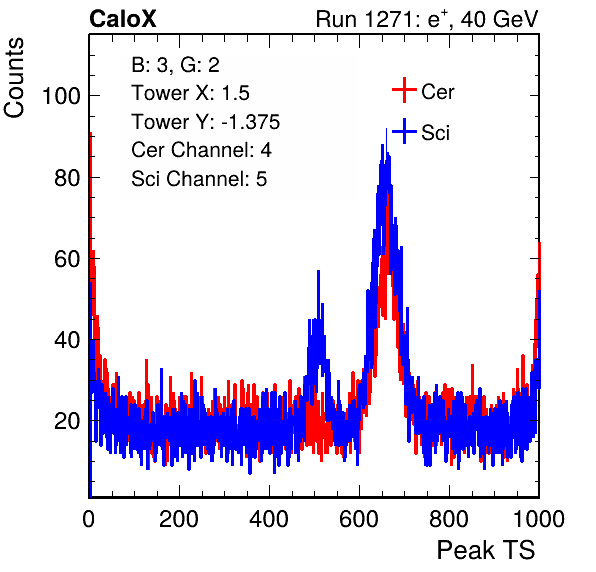 CaloX Run 1271: e⁺, 40 GeV
B: 3, G: 2
Tower X: 1.5
Tower Y: -1.375
Cer Channel: 4
Sci Channel: 5
Cer
Sci
Counts
100
80
60
40
20
0 200 400 600 800 1000
Peak TS